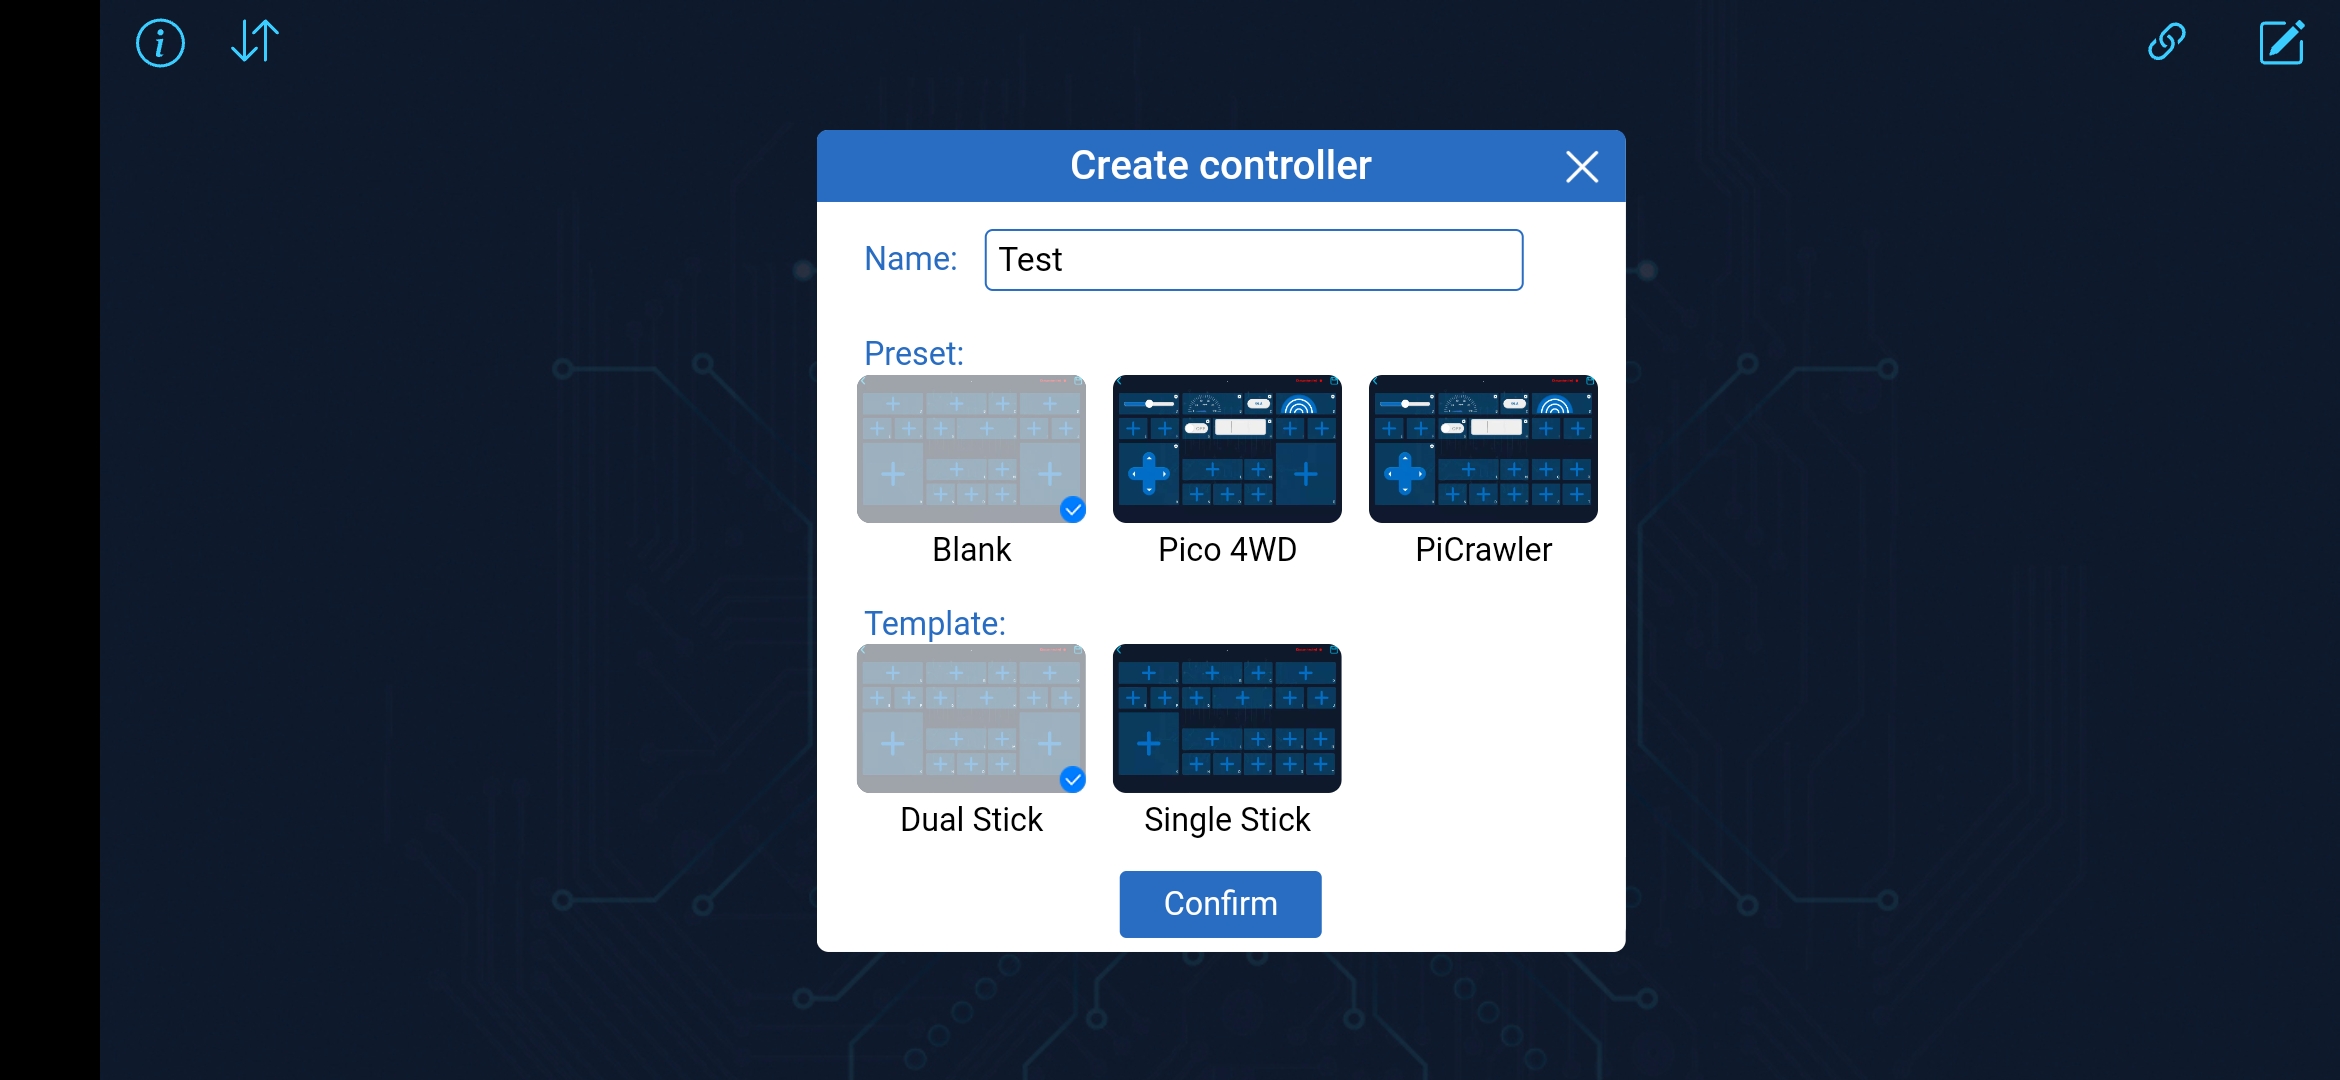 Create controller
Name: Test
Preset:
Blank Pico 4WD PiCrawler
Template:
Dual Stick Single Stick
Confirm